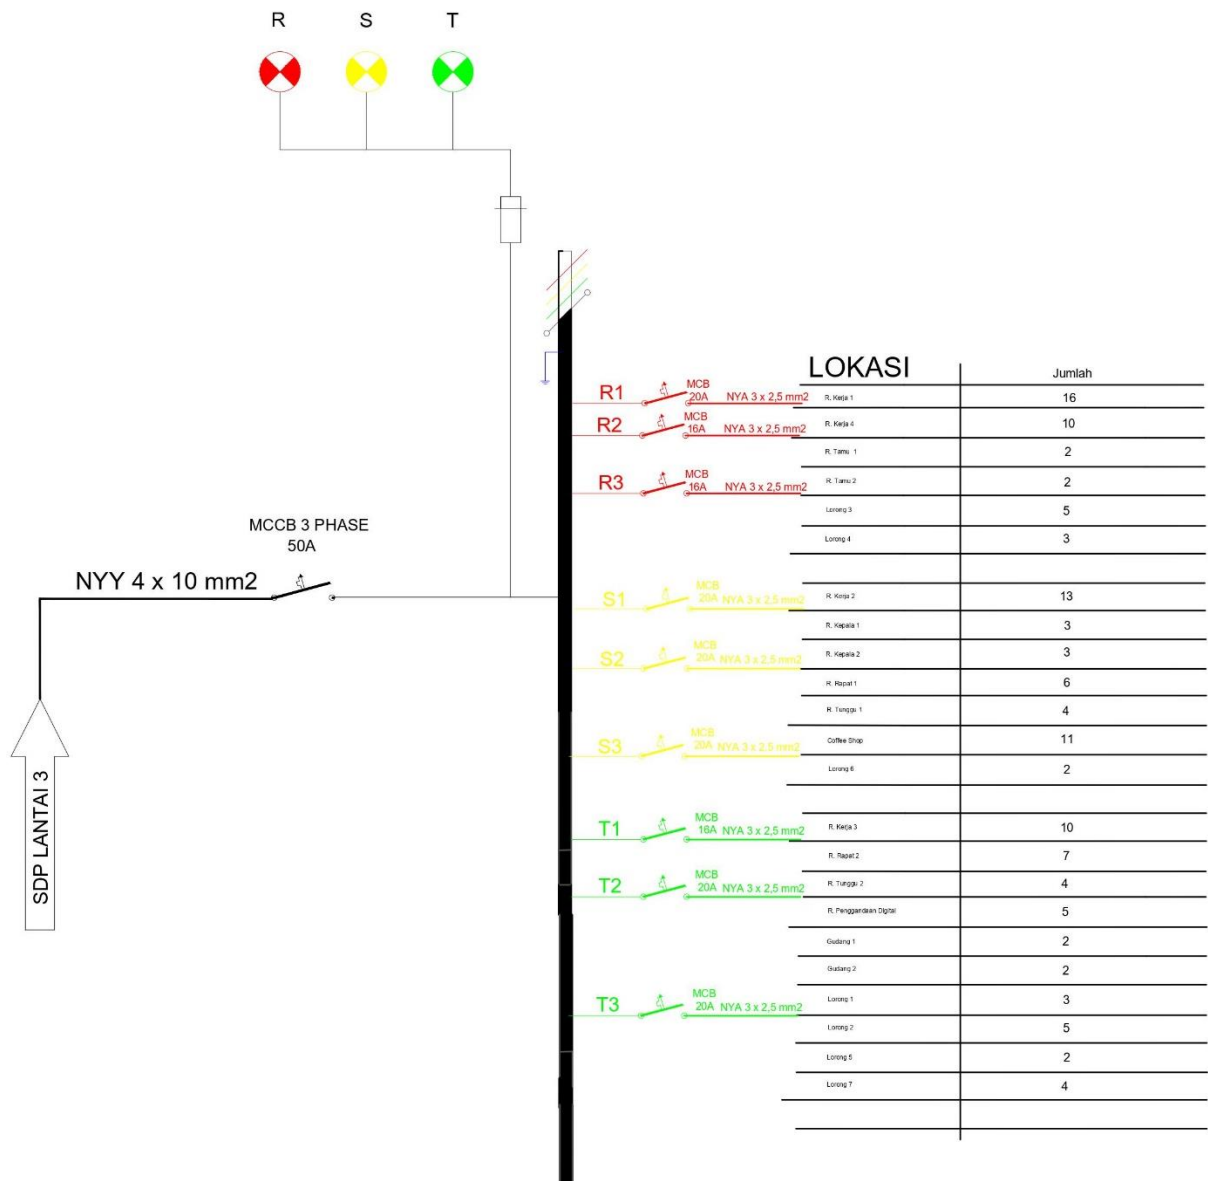 R S T
LOKASI Jumlah
R1 MCB
20A NYA 3 x 2,5 mm2
R. Kerja 1 16
R2 MCB
16A NYA 3 x 2,5 mm2
R. Kerja 4 10
R. Tamu 1 2
R3 MCB
16A NYA 3 x 2,5 mm2
R. Tamu 2 2
Lorong 3 5
Lorong 4 3
MCCB 3 PHASE
50A
NYY 4 x 10 mm2
SDP LANTAI 3
S1 MCB
20A NYA 3 x 2,5 mm2
R. Kerja 2 13
R. Kepala 1 3
S2 MCB
20A NYA 3 x 2,5 mm2
R. Kepala 2 3
R. Rapat 1 6
R. Tunggu 1 4
S3 MCB
20A NYA 3 x 2,5 mm2
Coffee Shop 11
Lorong 6 2
T1 MCB
16A NYA 3 x 2,5 mm2
R. Kerja 3 10
R. Rapat 2 7
T2 MCB
20A NYA 3 x 2,5 mm2
R. Tunggu 2 4
R. Penggandaan Digital 5
Gudang 1 2
Gudang 2 2
T3 MCB
20A NYA 3 x 2,5 mm2
Lorong 1 3
Lorong 2 5
Lorong 5 2
Lorong 7 4